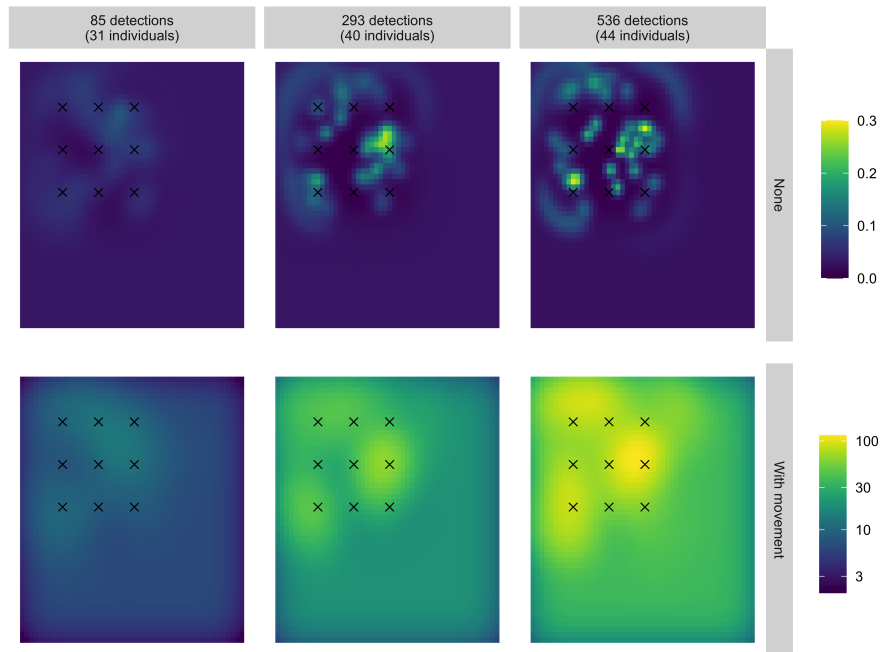 85 detections
(31 individuals)
293 detections
(40 individuals)
536 detections
(44 individuals)
None
0.3
0.2
0.1
0.0
With movement
100
30
10
3